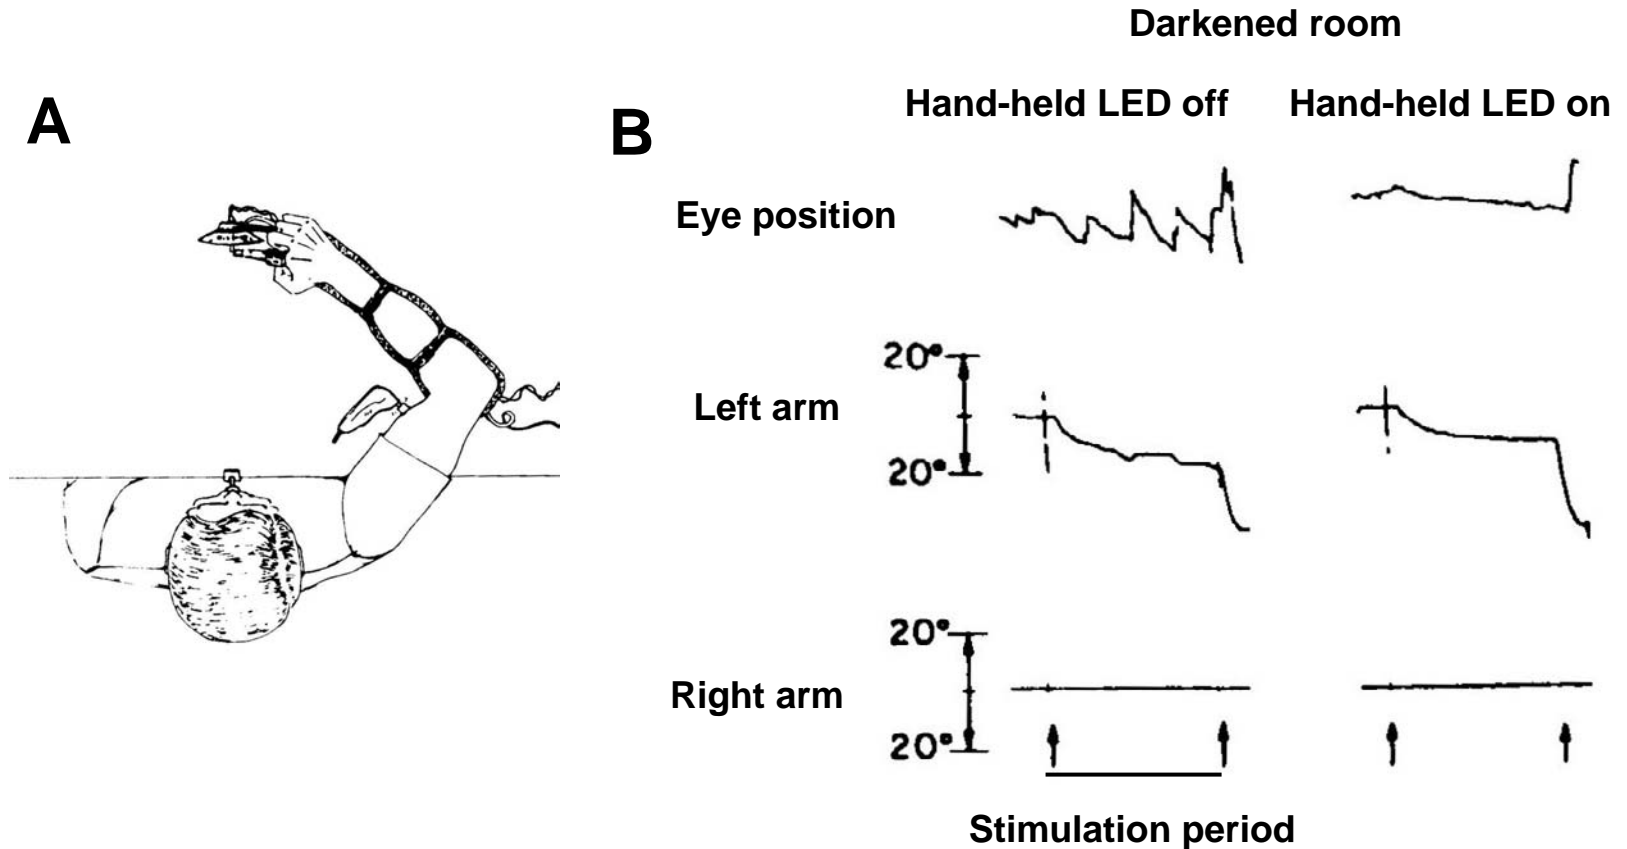 Darkened room
A
B
Hand-held LED off
Hand-held LED on
Eye position
20°
Left arm
20°
20°
Right arm
20°
Stimulation period